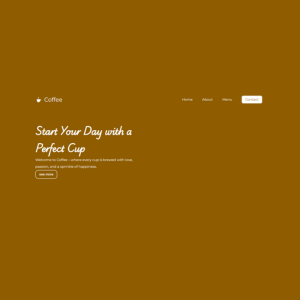 Coffee
Home About Menu Contact
Start Your Day with a
Perfect Cup
Welcome to Coffee – where every cup is brewed with love,
passion, and a sprinkle of happiness.
See more